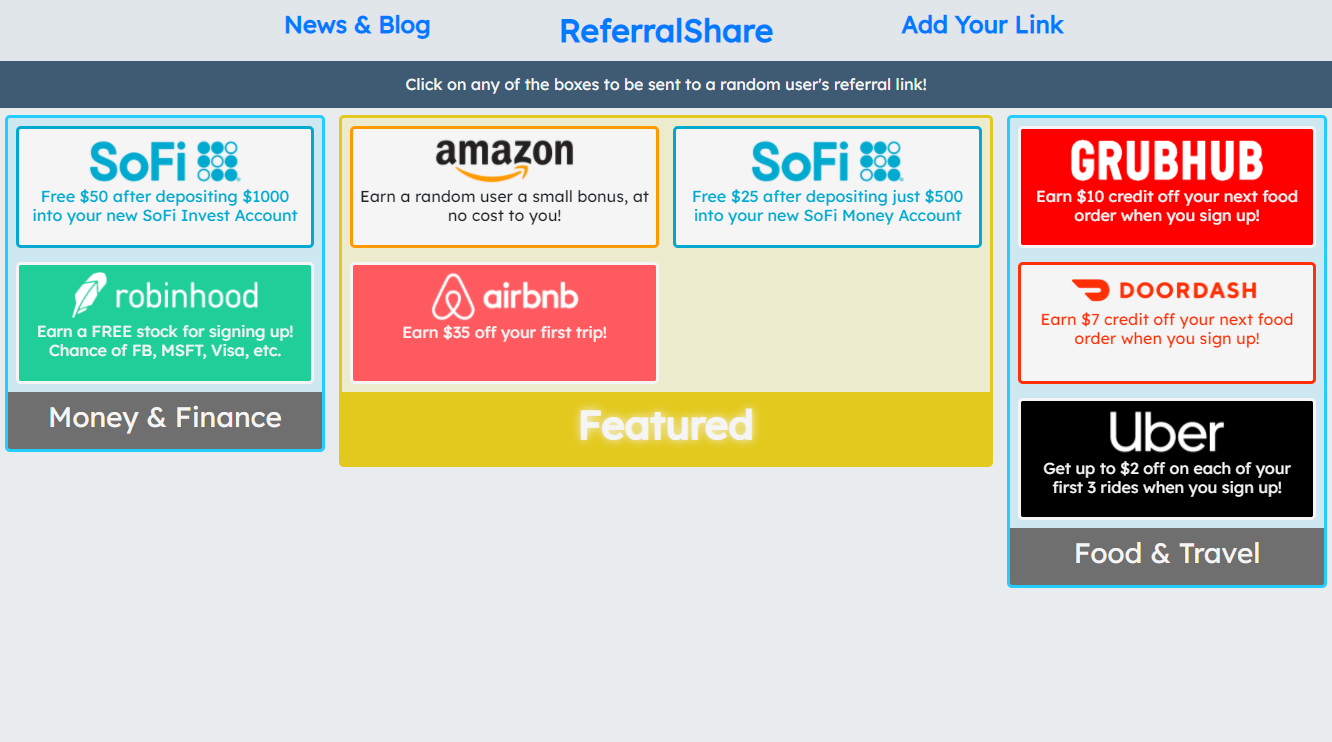 News & Blog
ReferralShare
Add Your Link
Click on any of the boxes to be sent to a random user's referral link!
SoFi
Free $50 after depositing $1000
into your new SoFi Invest Account
robinhood
Earn a FREE stock for signing up!
Chance of FB, MSFT, Visa, etc.
Money & Finance
amazon
Earn a random user a small bonus, at
no cost to you!
SoFi
Free $25 after depositing just $500
into your new SoFi Money Account
airbnb
Earn $35 off your first trip!
Featured
GRUBHUB
Earn $10 credit off your next food
order when you sign up!
DOORDASH
Earn $7 credit off your next food
order when you sign up!
Uber
Get up to $2 off on each of your
first 3 rides when you sign up!
Food & Travel